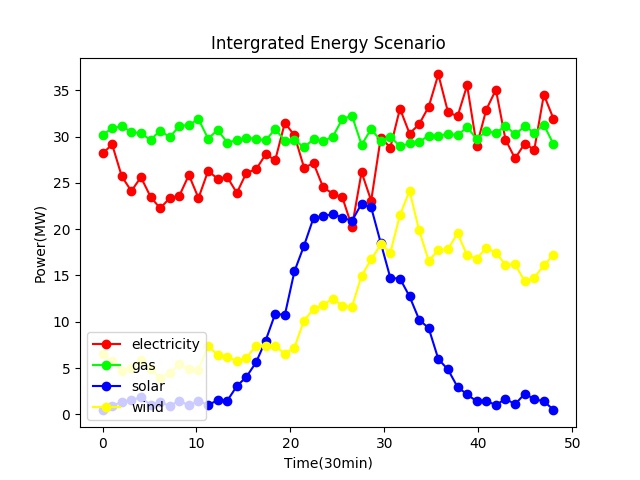 Intergrated Energy Scenario
Power(MW)
35
30
25
20
15
10
5
0
electricity
gas
solar
wind
0 10 20 30 40 50
Time(30min)